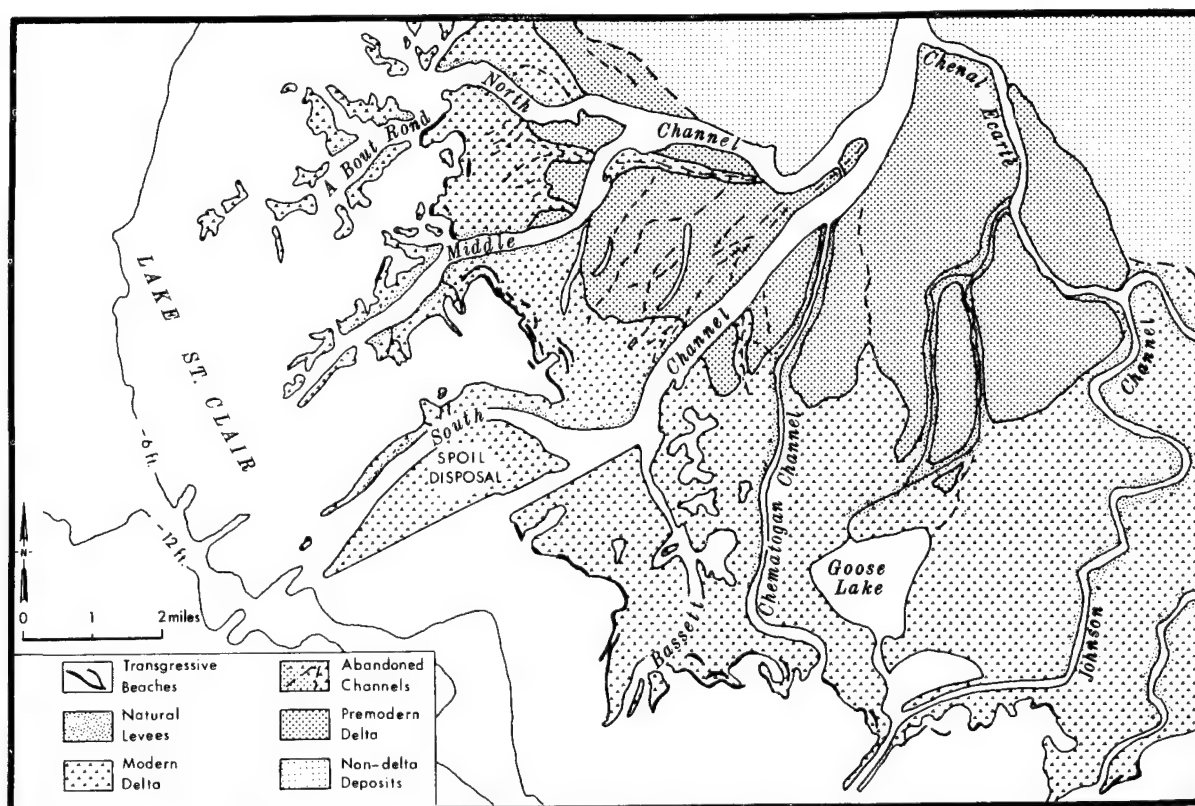 North
Channel
Chenal
Ecarté
A Bout Rond
Middle
LAKE
ST. CLAIR
Channel
Channel
South
SPOIL
DISPOSAL
6 ft.
12 ft.
Chematogan Channel
Goose
Lake
Bassett
Johnson
N
0 1 2 miles
Transgressive
Beaches
Natural
Levees
Modern
Delta
Abandoned
Channels
Premodern
Delta
Non-delta
Deposits